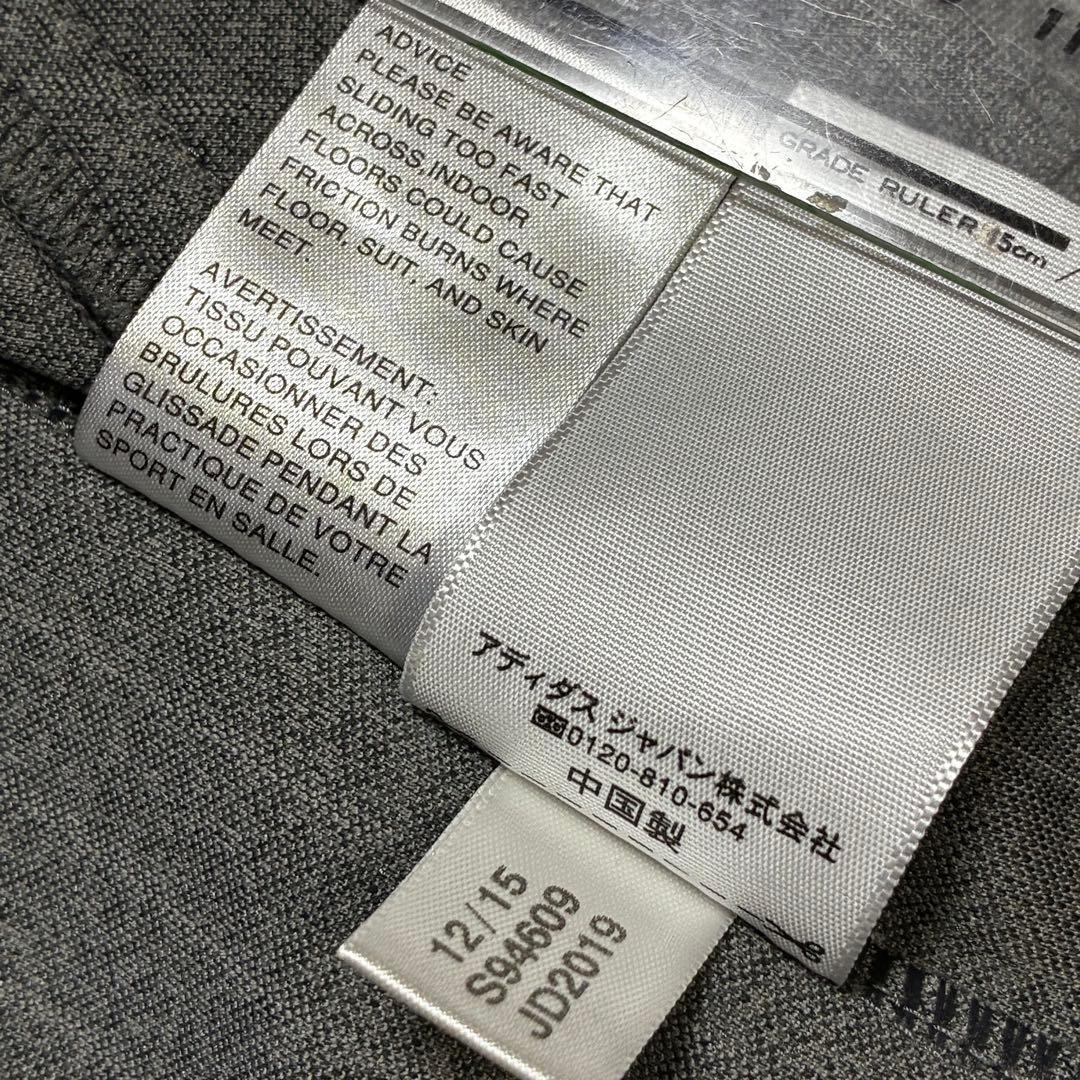 ADVICE
PLEASE BE AWARE THAT
SLIDING TOO FAST
ACROSS,INDOOR
FLOORS COULD CAUSE
FRICTION BURNS WHERE
FLOOR, SUIT, AND SKIN
MEET.
AVERTISSEMENT:
TISSU POUVANT VOUS
OCCASIONNER DES
BRULURES LORS DE
GLISSADE PENDANT LA
PRACTIQUE DE VOTRE
SPORT EN SALLE.
GRADE RULER 15cm /
アディダス ジャパン株式会社
0120-810-654
中国製
12/15
S94609
JD2019